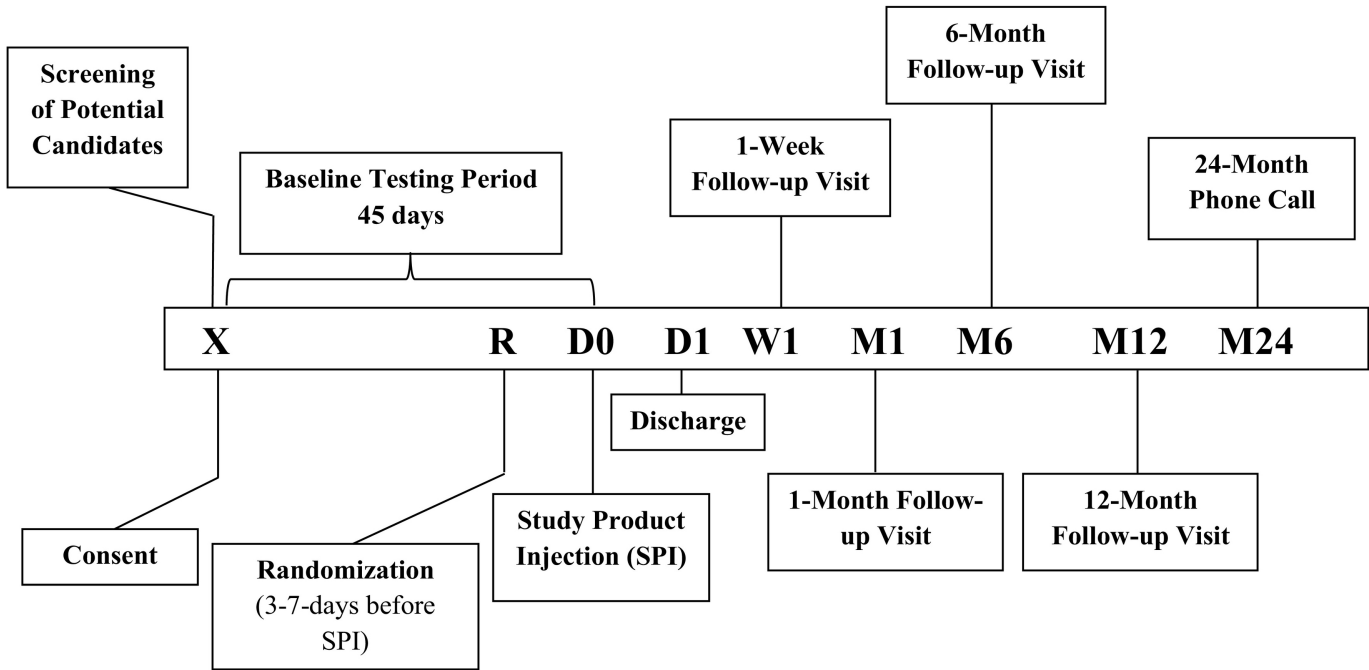 Screening
of Potential
Candidates
Baseline Testing Period
45 days
1-Week
Follow-up Visit
6-Month
Follow-up Visit
24-Month
Phone Call
X R D0 D1 W1 M1 M6 M12 M24
Consent
Randomization
(3-7-days before
SPI)
Study Product
Injection (SPI)
Discharge
1-Month Follow-
up Visit
12-Month
Follow-up Visit